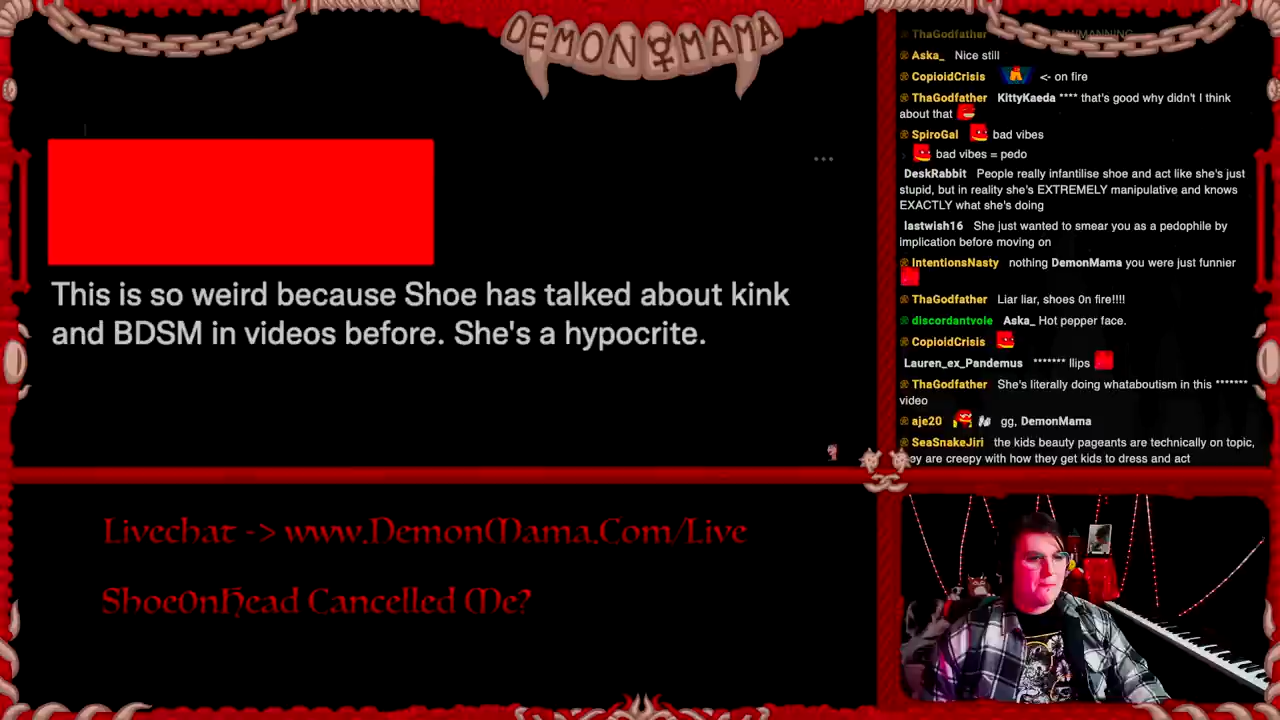 DEMON MAMA
This is so weird because Shoe has talked about kink
and BDSM in videos before. She's a hypocrite.
Livechat -> www.DemonMama.Com/Live
Shoe0nHead Cancelled Me?
ThaGodfather
Aska_ Nice still
CopioidCrisis <- on fire
ThaGodfather KittyKaeda **** that's good why didn't I think
about that
SpiroGal bad vibes
bad vibes = pedo
DeskRabbit People really infantilise shoe and act like she's just
stupid, but in reality she's EXTREMELY manipulative and knows
EXACTLY what she's doing
lastwish16 She just wanted to smear you as a pedophile by
implication before moving on
IntentionsNasty nothing DemonMama you were just funnier
ThaGodfather Liar liar, shoes 0n fire!!!!
discordantvole Aska_ Hot pepper face.
CopioidCrisis
Lauren_ex_Pandemus ******* llips
ThaGodfather She's literally doing whataboutism in this *******
video
aje20 gg, DemonMama
SeaSnakeJiri the kids beauty pageants are technically on topic,
are creepy with how they get kids to dress and act